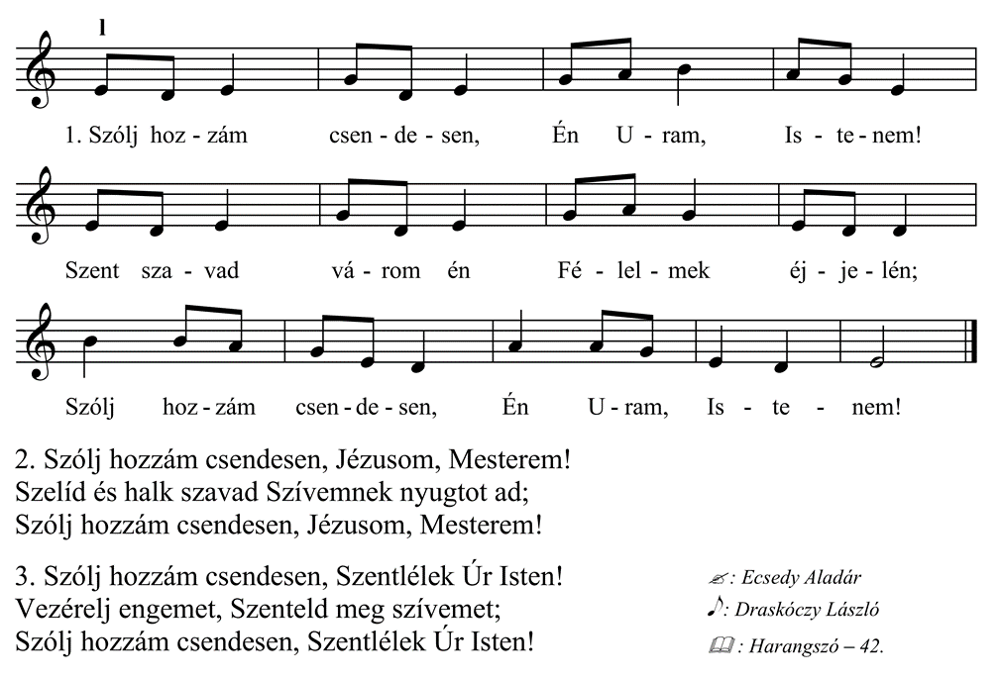 l
1. Szólj hoz - zám csen - de - sen, Én U - ram, Is - te - nem!
Szent sza - vad vá - rom én Fé - lel - mek éj - je - lén;
Szólj hoz - zám csen - de - sen, Én U - ram, Is - te - nem!
2. Szólj hozzám csendesen, Jézusom, Mesterem!
Szelíd és halk szavad Szívemnek nyugtot ad;
Szólj hozzám csendesen, Jézusom, Mesterem!
3. Szólj hozzám csendesen, Szentlélek Úr Isten!
Vezérelj engemet, Szenteld meg szívemet;
Szólj hozzám csendesen, Szentlélek Úr Isten!
✍: Ecsedy Aladár
♪: Draskóczy László
🕮: Harangszó – 42.